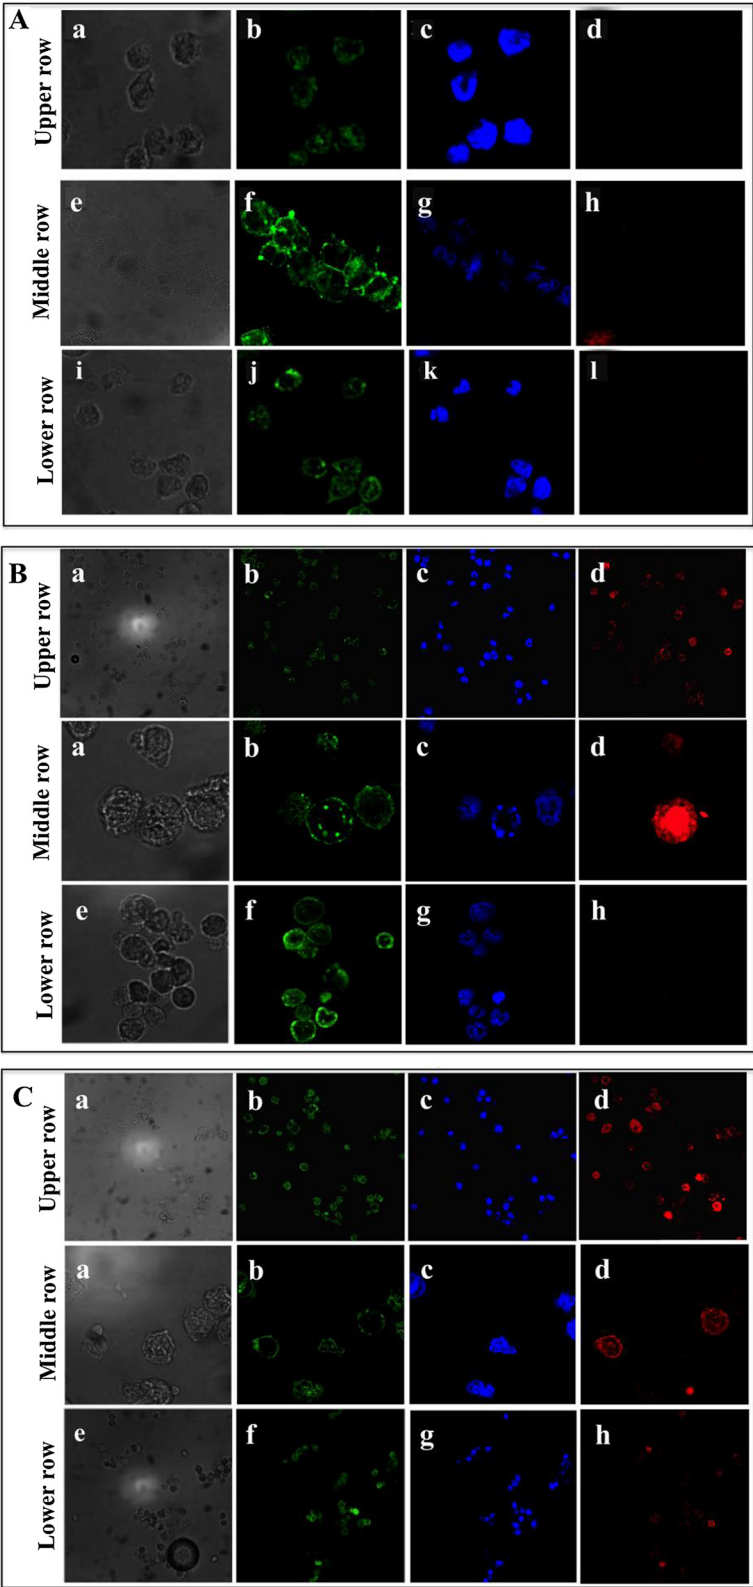 A
Upper row
a b c d
Middle row
e f g h
Lower row
i j k l
B
Upper row
a b c d
Middle row
a b c d
Lower row
e f g h
C
Upper row
a b c d
Middle row
a b c d
Lower row
e f g h